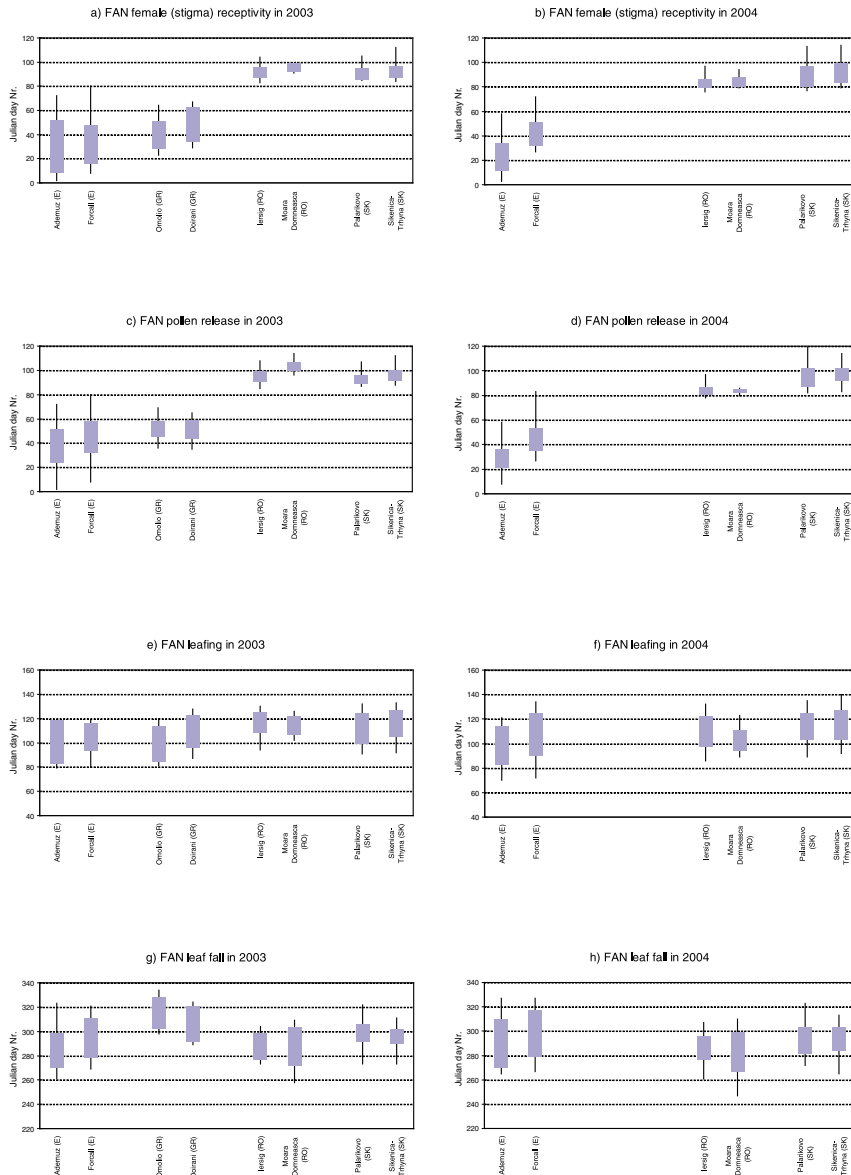 a) FAN female (stigma) receptivity in 2003
Julian day Nr.
120
100
80
60
40
20
0
Ademuz (E)
Forcall (E)
Omolio (GR)
Doirani (GR)
Iersig (RO)
Moara
Domneasca
(RO)
Palarikovo
(SK)
Sikenica-
Trhyna (SK)
b) FAN female (stigma) receptivity in 2004
Julian day Nr.
120
100
80
60
40
20
0
Ademuz (E)
Forcall (E)
Iersig (RO)
Moara
Domneasca
(RO)
Palarikovo
(SK)
Sikenica-
Trhyna (SK)
c) FAN pollen release in 2003
Julian day Nr.
120
100
80
60
40
20
0
Ademuz (E)
Forcall (E)
Omolio (GR)
Doirani (GR)
Iersig (RO)
Moara
Domneasca
(RO)
Palarikovo
(SK)
Sikenica-
Trhyna (SK)
d) FAN pollen release in 2004
Julian day Nr.
120
100
80
60
40
20
0
Ademuz (E)
Forcall (E)
Iersig (RO)
Moara
Domneasca
(RO)
Palarikovo
(SK)
Sikenica-
Trhyna (SK)
e) FAN leafing in 2003
Julian day Nr.
160
140
120
100
80
60
40
Ademuz (E)
Forcall (E)
Omolio (GR)
Doirani (GR)
Iersig (RO)
Moara
Domneasca
(RO)
Palarikovo
(SK)
Sikenica-
Trhyna (SK)
f) FAN leafing in 2004
Julian day Nr.
160
140
120
100
80
60
40
Ademuz (E)
Forcall (E)
Iersig (RO)
Moara
Domneasca
(RO)
Palarikovo
(SK)
Sikenica-
Trhyna (SK)
g) FAN leaf fall in 2003
Julian day Nr.
340
320
300
280
260
240
220
Ademuz (E)
Forcall (E)
Omolio (GR)
Doirani (GR)
Iersig (RO)
Moara
Domneasca
(RO)
Palarikovo
(SK)
Sikenica-
Trhyna (SK)
h) FAN leaf fall in 2004
Julian day Nr.
340
320
300
280
260
240
220
Ademuz (E)
Forcall (E)
Iersig (RO)
Moara
Domneasca
(RO)
Palarikovo
(SK)
Sikenica-
Trhyna (SK)